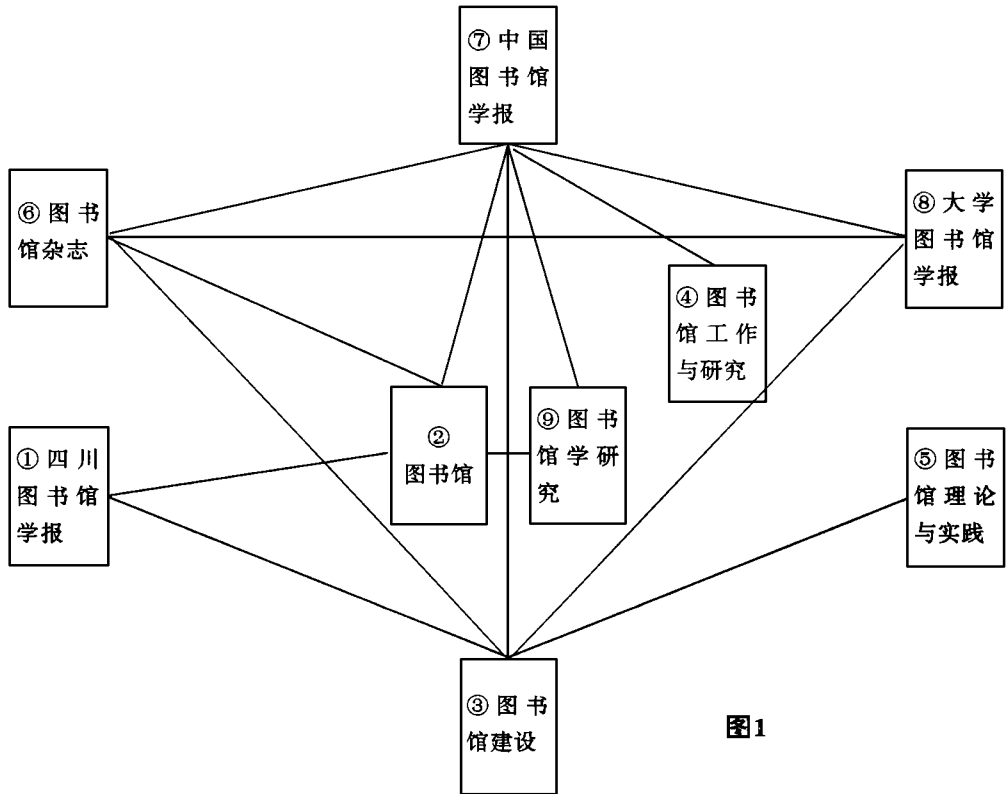 ⑦中国
图书馆
学报
⑥图书
馆杂志
⑧大学
图书馆
学报
④图书
馆工作
与研究
②
图书馆
⑨图书
馆学研
究
①四川
图书馆
学报
⑤图书
馆理论
与实践
③图书
馆建设
图1